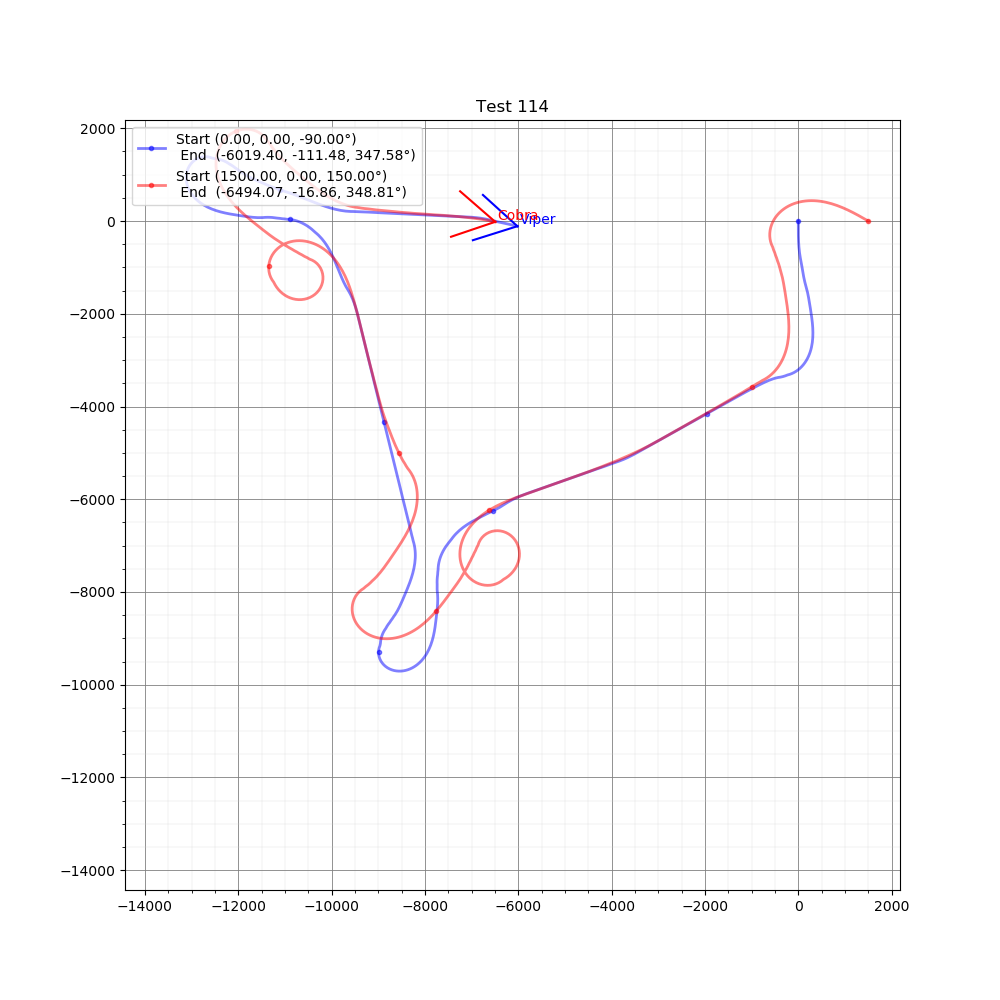 Test 114
Start (0.00, 0.00, -90.00°)
End (-6019.40, -111.48, 347.58°)
Start (1500.00, 0.00, 150.00°)
End (-6494.07, -16.86, 348.81°)
Cobra
Viper
2000
0
−2000
−4000
−6000
−8000
−10000
−12000
−14000
−14000 −12000 −10000 −8000 −6000 −4000 −2000 0 2000